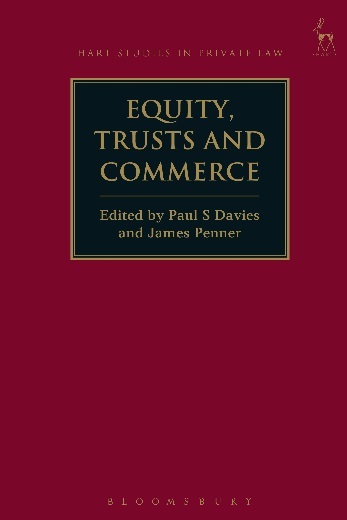 HART STUDIES IN PRIVATE LAW
EQUITY,
TRUSTS AND
COMMERCE
Edited by Paul S Davies
and James Penner
BLOOMSBURY